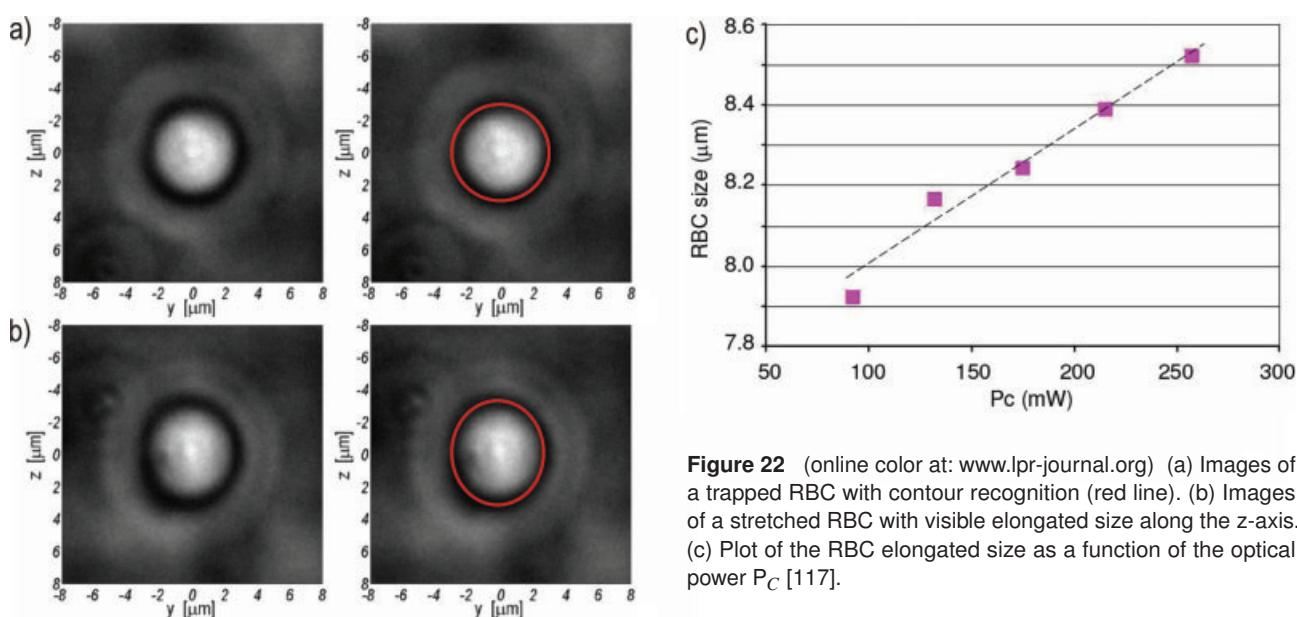 a)
-8
-6
-4
-2
0
2
4
6
8
z [μm]
-8 -6 -4 -2 0 2 4 6 8
y [μm]
-8
-6
-4
-2
0
2
4
6
8
z [μm]
-8 -6 -4 -2 0 2 4 6 8
y [μm]
b)
-8
-6
-4
-2
0
2
4
6
8
z [μm]
-8 -6 -4 -2 0 2 4 6 8
y [μm]
-8
-6
-4
-2
0
2
4
6
8
z [μm]
-8 -6 -4 -2 0 2 4 6 8
y [μm]
c)
8.6
8.4
8.2
8.0
7.8
RBC size (μm)
50 100 150 200 250 300
Pc (mW)
Figure 22 (online color at: www.lpr-journal.org) (a) Images of
a trapped RBC with contour recognition (red line). (b) Images
of a stretched RBC with visible elongated size along the z-axis.
(c) Plot of the RBC elongated size as a function of the optical
power PC [117].